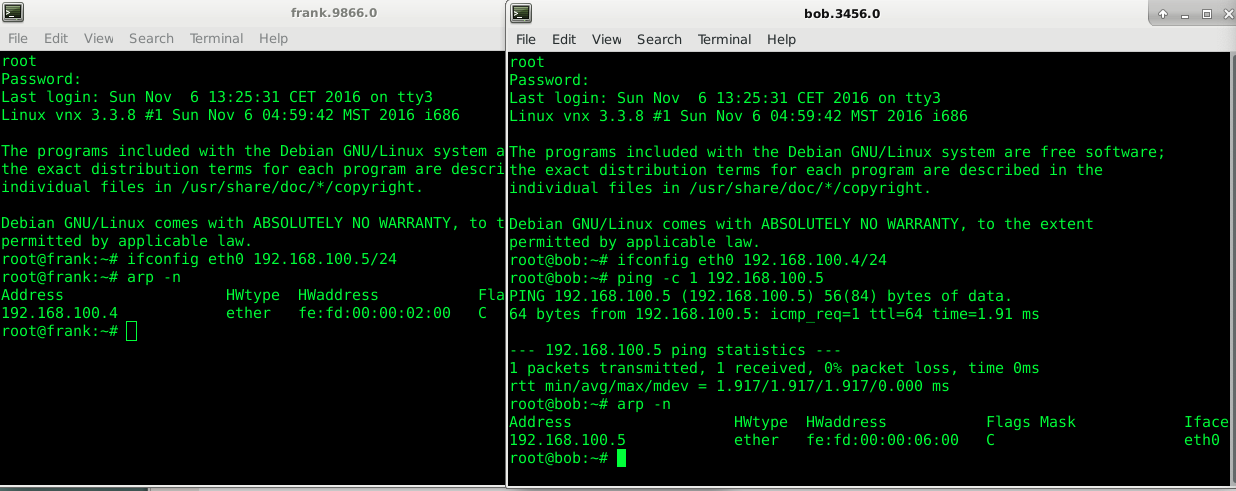 frank.9866.0
File Edit View Search Terminal Help
root
Password:
Last login: Sun Nov  6 13:25:31 CET 2016 on tty3
Linux vnx 3.3.8 #1 Sun Nov 6 04:59:42 MST 2016 i686

The programs included with the Debian GNU/Linux system a
the exact distribution terms for each program are descri
individual files in /usr/share/doc/*/copyright.

Debian GNU/Linux comes with ABSOLUTELY NO WARRANTY, to t
permitted by applicable law.
root@frank:~# ifconfig eth0 192.168.100.5/24
root@frank:~# arp -n
Address                  HWtype  HWaddress           Fla
192.168.100.4            ether   fe:fd:00:00:02:00   C
root@frank:~#
bob.3456.0
File Edit View Search Terminal Help
root
Password:
Last login: Sun Nov  6 13:25:31 CET 2016 on tty3
Linux vnx 3.3.8 #1 Sun Nov 6 04:59:42 MST 2016 i686

The programs included with the Debian GNU/Linux system are free software;
the exact distribution terms for each program are described in the
individual files in /usr/share/doc/*/copyright.

Debian GNU/Linux comes with ABSOLUTELY NO WARRANTY, to the extent
permitted by applicable law.
root@bob:~# ifconfig eth0 192.168.100.4/24
root@bob:~# ping -c 1 192.168.100.5
PING 192.168.100.5 (192.168.100.5) 56(84) bytes of data.
64 bytes from 192.168.100.5: icmp_req=1 ttl=64 time=1.91 ms

--- 192.168.100.5 ping statistics ---
1 packets transmitted, 1 received, 0% packet loss, time 0ms
rtt min/avg/max/mdev = 1.917/1.917/1.917/0.000 ms
root@bob:~# arp -n
Address                  HWtype  HWaddress           Flags Mask            Iface
192.168.100.5            ether   fe:fd:00:00:06:00   C                     eth0
root@bob:~#